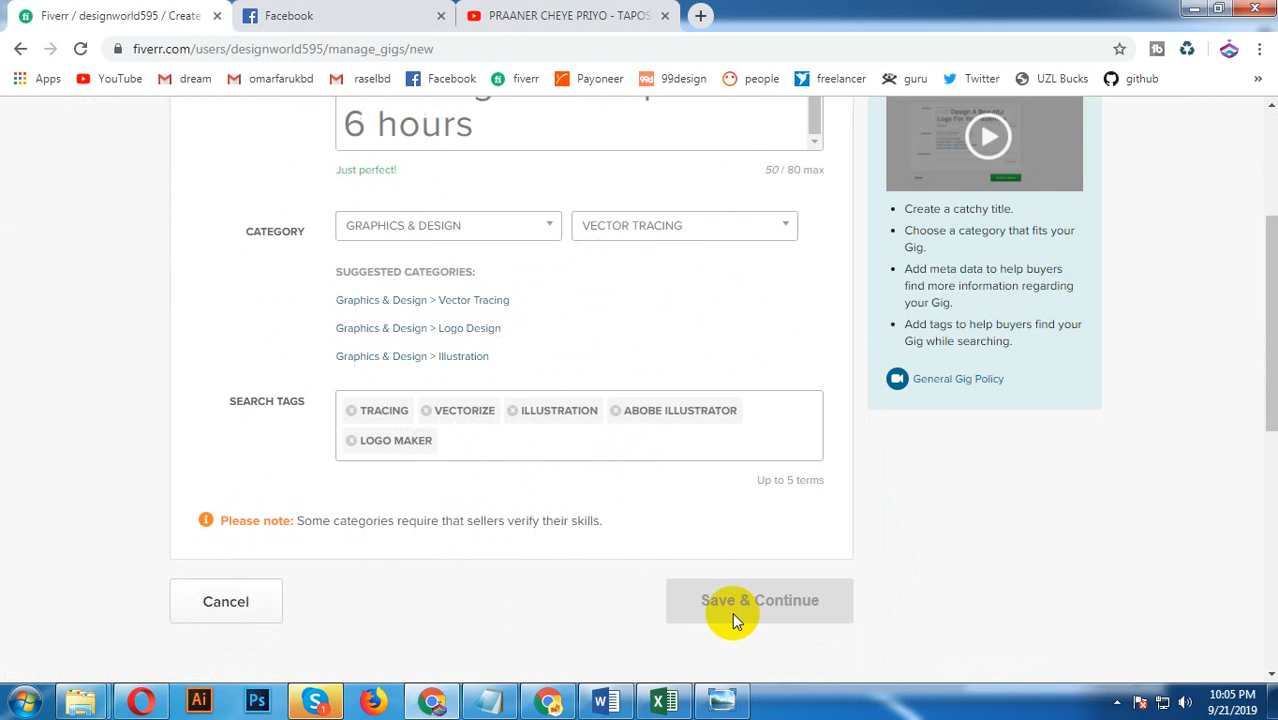 Fiverr / designworld595 / Create
Facebook
PRAANER CHEYE PRIYO - TAPOS
fiverr.com/users/designworld595/manage_gigs/new
Apps
YouTube
dream
omarfarukbd
raselbd
Facebook
fiverr
Payoneer
99design
people
freelancer
guru
Twitter
UZL Bucks
github
»
6 hours
Just perfect!
50 / 80 max
CATEGORY
GRAPHICS & DESIGN
VECTOR TRACING
SUGGESTED CATEGORIES:
Graphics & Design > Vector Tracing
Graphics & Design > Logo Design
Graphics & Design > Illustration
SEARCH TAGS
TRACING
VECTORIZE
ILLUSTRATION
ABOBE ILLUSTRATOR
LOGO MAKER
Up to 5 terms
Please note: Some categories require that sellers verify their skills.
Cancel
Save & Continue
Design A Beautiful
Logo For Your Business
• Create a catchy title.
• Choose a category that fits your
Gig.
• Add meta data to help buyers
find more information regarding
your Gig.
• Add tags to help buyers find your
Gig while searching.
General Gig Policy
10:05 PM
9/21/2019